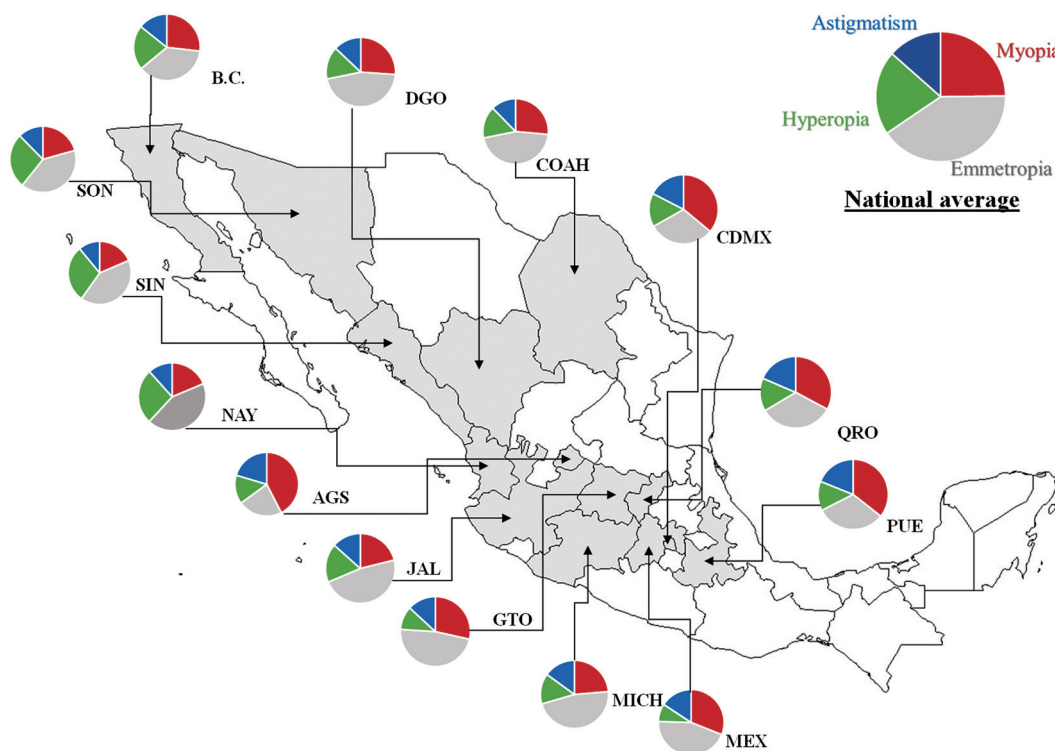 Astigmatism
Myopia
B.C.
DGO
Hyperopia
COAH
Emmetropia
SON
National average
CDMX
SIN
NAY
QRO
AGS
PUE
JAL
GTO
MICH
MEX